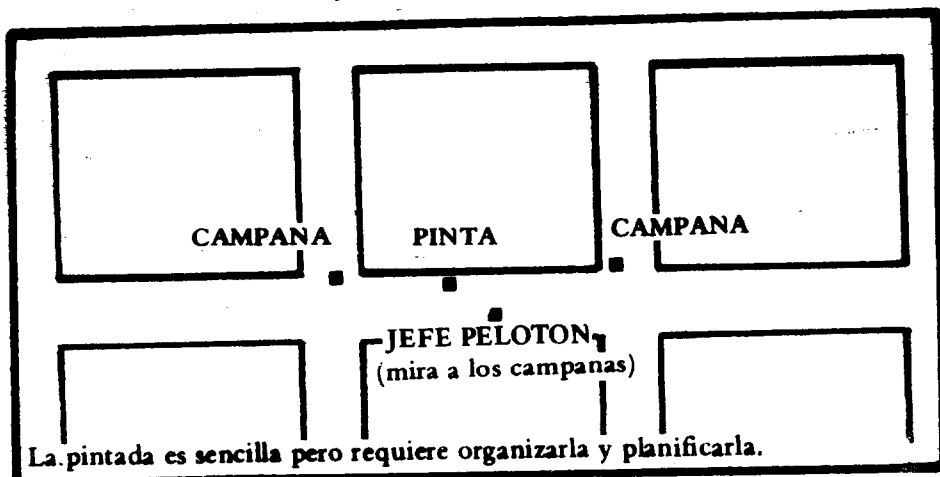 CAMPANA PINTA CAMPANA
JEFE PELOTON
(mira a los campanas)
La pintada es sencilla pero requiere organizarla y planificarla.